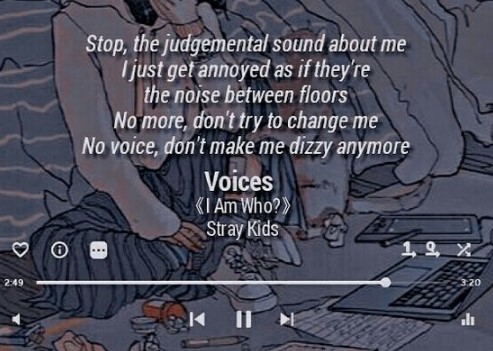 Stop, the judgemental sound about me
I just get annoyed as if they're
the noise between floors
No more, don't try to change me
No voice, don't make me dizzy anymore
Voices
《I Am Who?》
Stray Kids
2:49
3:20